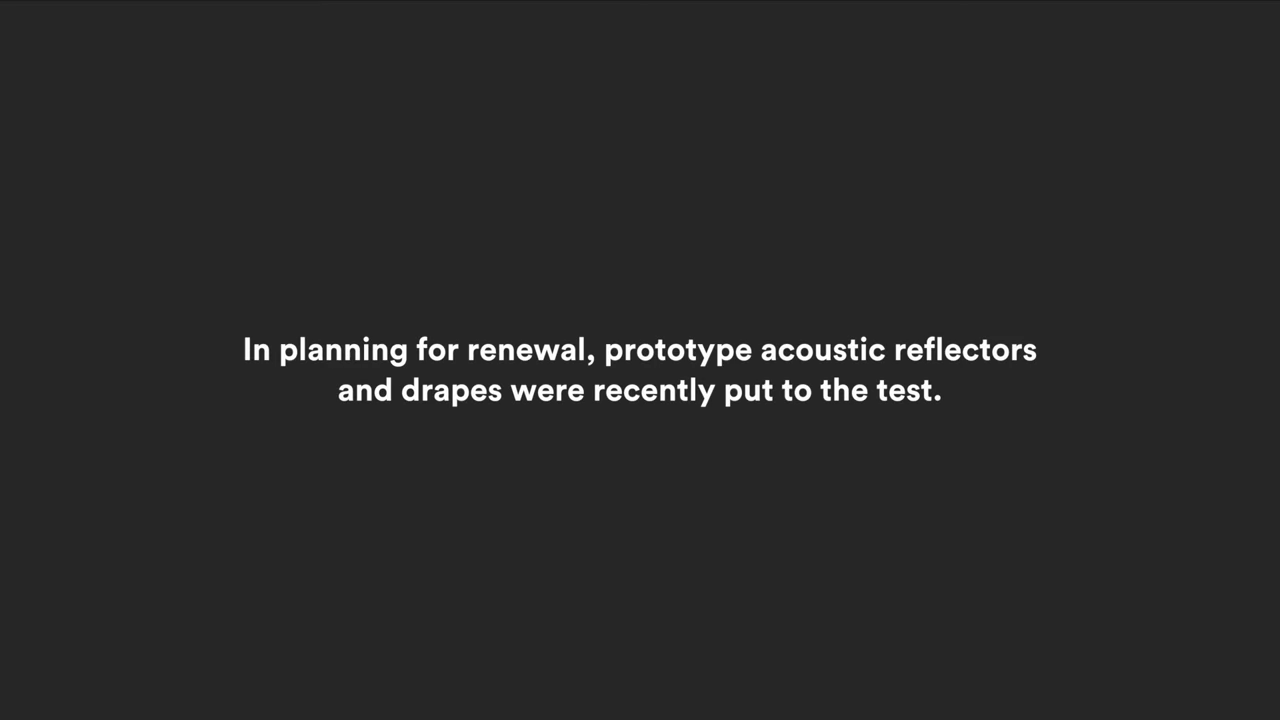 In planning for renewal, prototype acoustic reflectors
and drapes were recently put to the test.